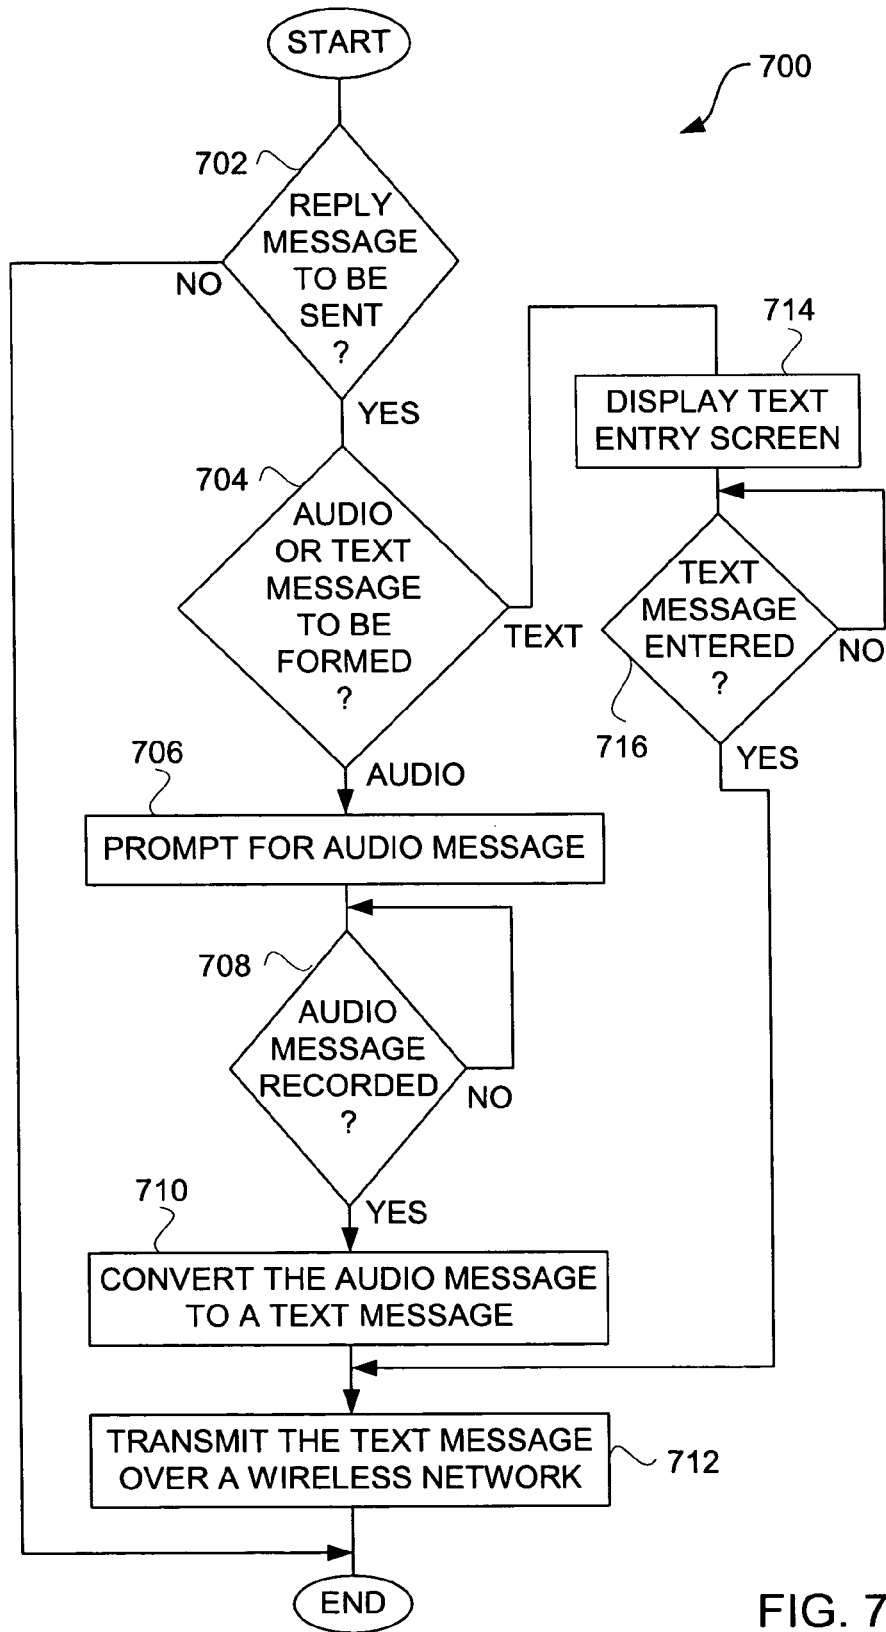 START
700
702
REPLY
MESSAGE
TO BE
SENT
?
NO
YES
714
DISPLAY TEXT
ENTRY SCREEN
704
AUDIO
OR TEXT
MESSAGE
TO BE
FORMED
?
TEXT
TEXT
MESSAGE
ENTERED
?
NO
716
YES
706
AUDIO
PROMPT FOR AUDIO MESSAGE
708
AUDIO
MESSAGE
RECORDED
?
NO
710
YES
CONVERT THE AUDIO MESSAGE
TO A TEXT MESSAGE
TRANSMIT THE TEXT MESSAGE
OVER A WIRELESS NETWORK
712
END
FIG. 7